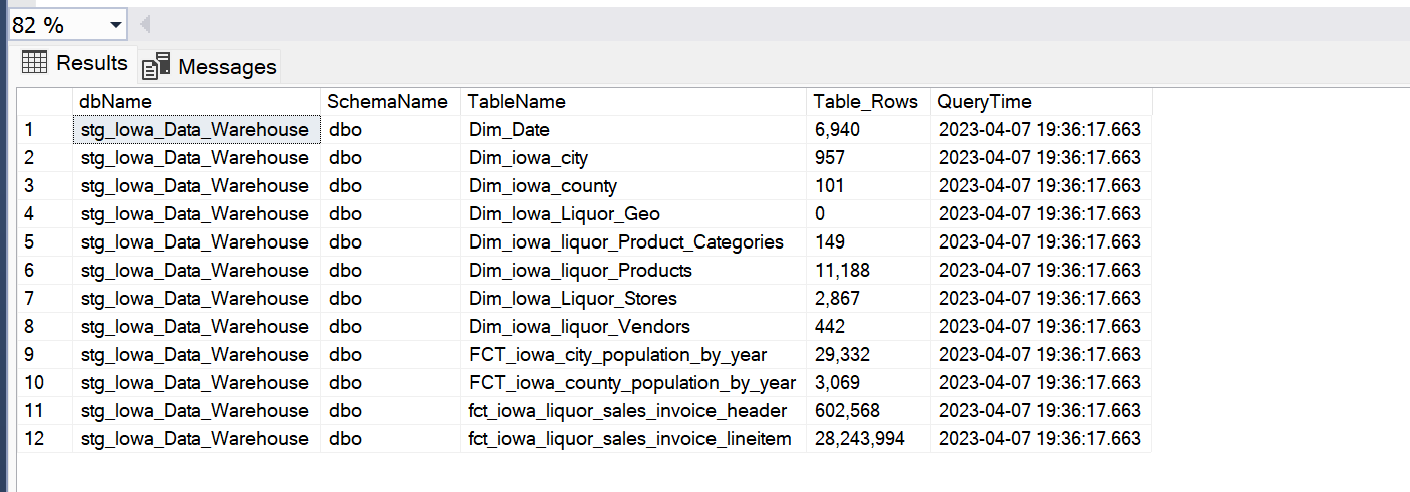 82 %
Results Messages
dbName SchemaName TableName Table_Rows QueryTime
1 stg_Iowa_Data_Warehouse dbo Dim_Date 6,940 2023-04-07 19:36:17.663
2 stg_Iowa_Data_Warehouse dbo Dim_iowa_city 957 2023-04-07 19:36:17.663
3 stg_Iowa_Data_Warehouse dbo Dim_iowa_county 101 2023-04-07 19:36:17.663
4 stg_Iowa_Data_Warehouse dbo Dim_Iowa_Liquor_Geo 0 2023-04-07 19:36:17.663
5 stg_Iowa_Data_Warehouse dbo Dim_iowa_liquor_Product_Categories 149 2023-04-07 19:36:17.663
6 stg_Iowa_Data_Warehouse dbo Dim_iowa_liquor_Products 11,188 2023-04-07 19:36:17.663
7 stg_Iowa_Data_Warehouse dbo Dim_Iowa_Liquor_Stores 2,867 2023-04-07 19:36:17.663
8 stg_Iowa_Data_Warehouse dbo Dim_iowa_liquor_Vendors 442 2023-04-07 19:36:17.663
9 stg_Iowa_Data_Warehouse dbo FCT_iowa_city_population_by_year 29,332 2023-04-07 19:36:17.663
10 stg_Iowa_Data_Warehouse dbo FCT_iowa_county_population_by_year 3,069 2023-04-07 19:36:17.663
11 stg_Iowa_Data_Warehouse dbo fct_iowa_liquor_sales_invoice_header 602,568 2023-04-07 19:36:17.663
12 stg_Iowa_Data_Warehouse dbo fct_iowa_liquor_sales_invoice_lineitem 28,243,994 2023-04-07 19:36:17.663